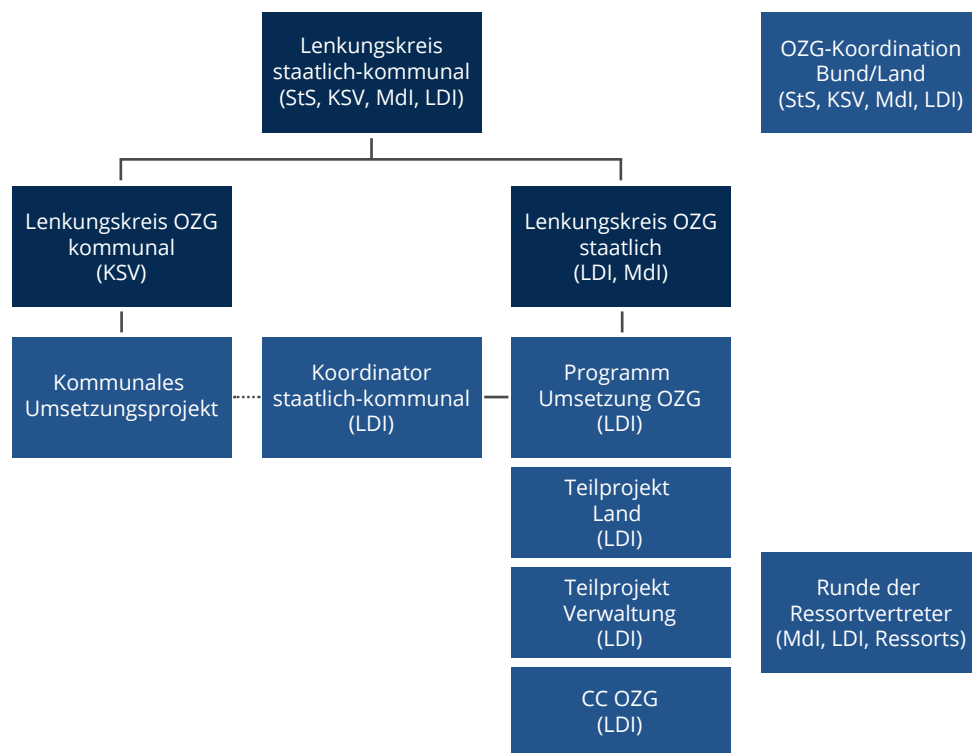 Lenkungskreis
staatlich-kommunal
(StS, KSV, MdI, LDI)
OZG-Koordination
Bund/Land
(StS, KSV, MdI, LDI)
Lenkungskreis OZG
kommunal
(KSV)
Lenkungskreis OZG
staatlich
(LDI, MdI)
Kommunales
Umsetzungsprojekt
Koordinator
staatlich-kommunal
(LDI)
Programm
Umsetzung OZG
(LDI)
Teilprojekt
Land
(LDI)
Teilprojekt
Verwaltung
(LDI)
Runde der
Ressortvertreter
(MdI, LDI, Ressorts)
CC OZG
(LDI)